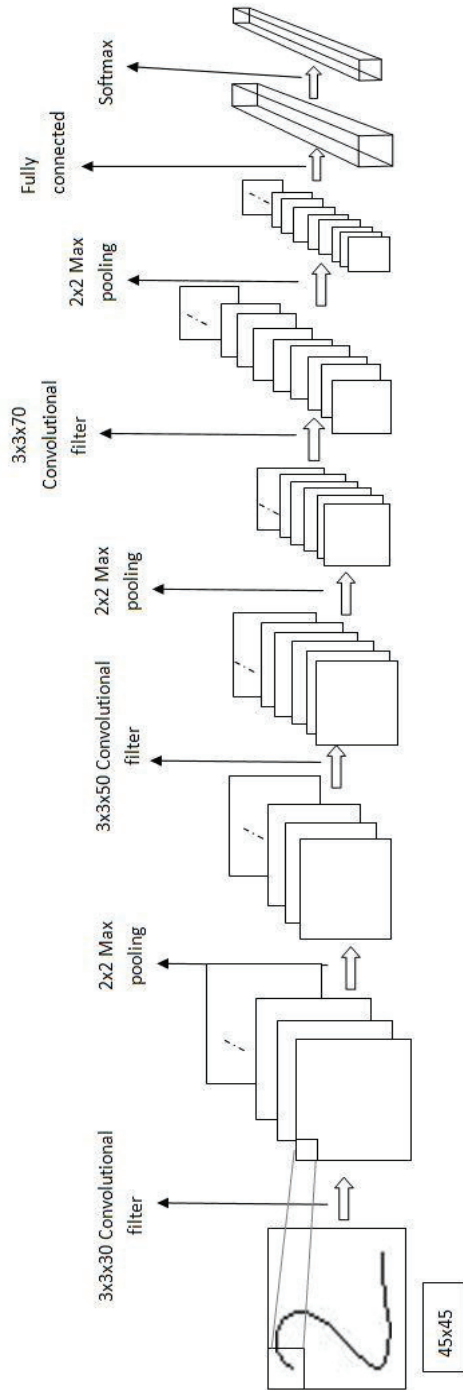 45x45
3x3x30 Convolutional
filter
2x2 Max
pooling
3x3x50 Convolutional
filter
2x2 Max
pooling
3x3x70
Convolutional
filter
2x2 Max
pooling
Fully
connected
Softmax